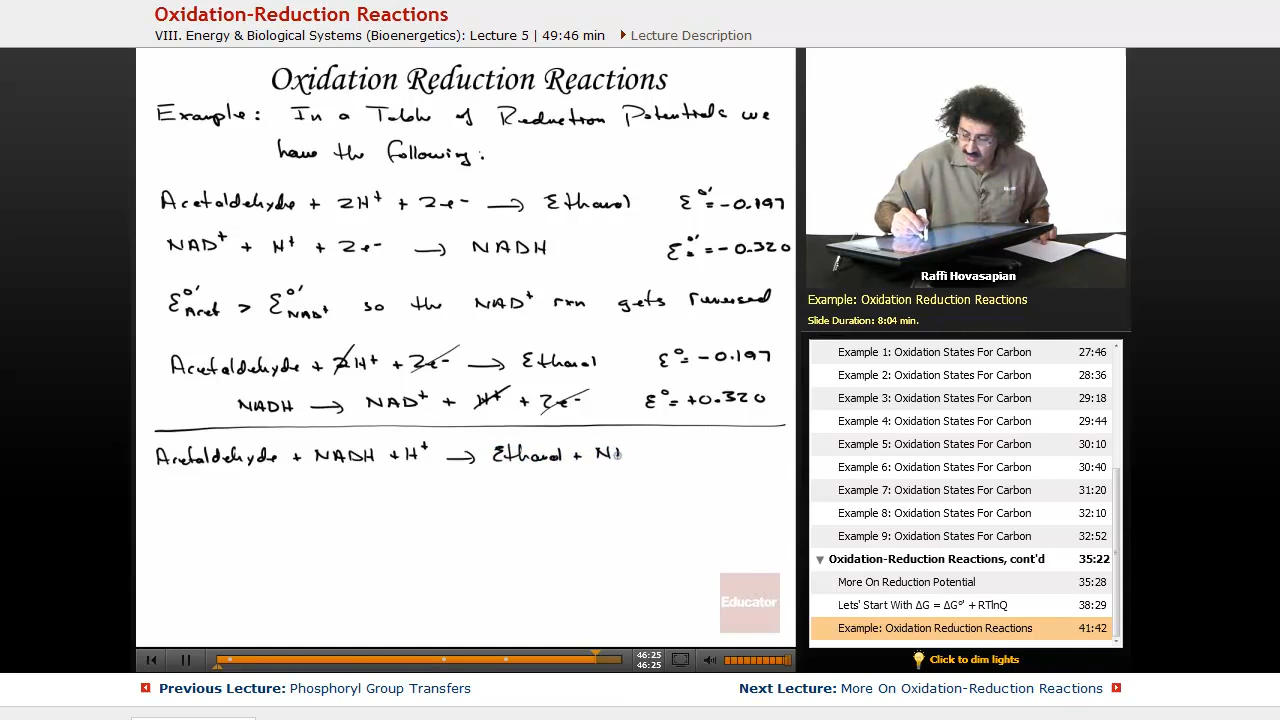 Oxidation-Reduction Reactions
VIII. Energy & Biological Systems (Bioenergetics): Lecture 5 | 49:46 min
Lecture Description
Oxidation Reduction Reactions
Example: In a Table of Reduction Potentials we
have the following:
Acetaldehyde + 2H⁺ + 2e⁻ → Ethanol ℰ°′ = -0.197
NAD⁺ + H⁺ + 2e⁻ → NADH ℰ°′ = -0.320
ℰ°′Acet > ℰ°′NAD⁺ so the NAD⁺ rxn gets reversed
Acetaldehyde + 2H⁺ + 2e⁻ → Ethanol ℰ° = -0.197
NADH → NAD⁺ + H⁺ + 2e⁻ ℰ° = +0.320
Acetaldehyde + NADH + H⁺ → Ethanol + N
Educator
Raffi Hovasapian
Example: Oxidation Reduction Reactions
Slide Duration: 8:04 min.
Example 1: Oxidation States For Carbon 27:46
Example 2: Oxidation States For Carbon 28:36
Example 3: Oxidation States For Carbon 29:18
Example 4: Oxidation States For Carbon 29:44
Example 5: Oxidation States For Carbon 30:10
Example 6: Oxidation States For Carbon 30:40
Example 7: Oxidation States For Carbon 31:20
Example 8: Oxidation States For Carbon 32:10
Example 9: Oxidation States For Carbon 32:52
Oxidation-Reduction Reactions, cont'd 35:22
More On Reduction Potential 35:28
Lets' Start With ΔG = ΔG°' + RTlnQ 38:29
Example: Oxidation Reduction Reactions 41:42
46:25
46:25
Click to dim lights
Previous Lecture: Phosphoryl Group Transfers
Next Lecture: More On Oxidation-Reduction Reactions